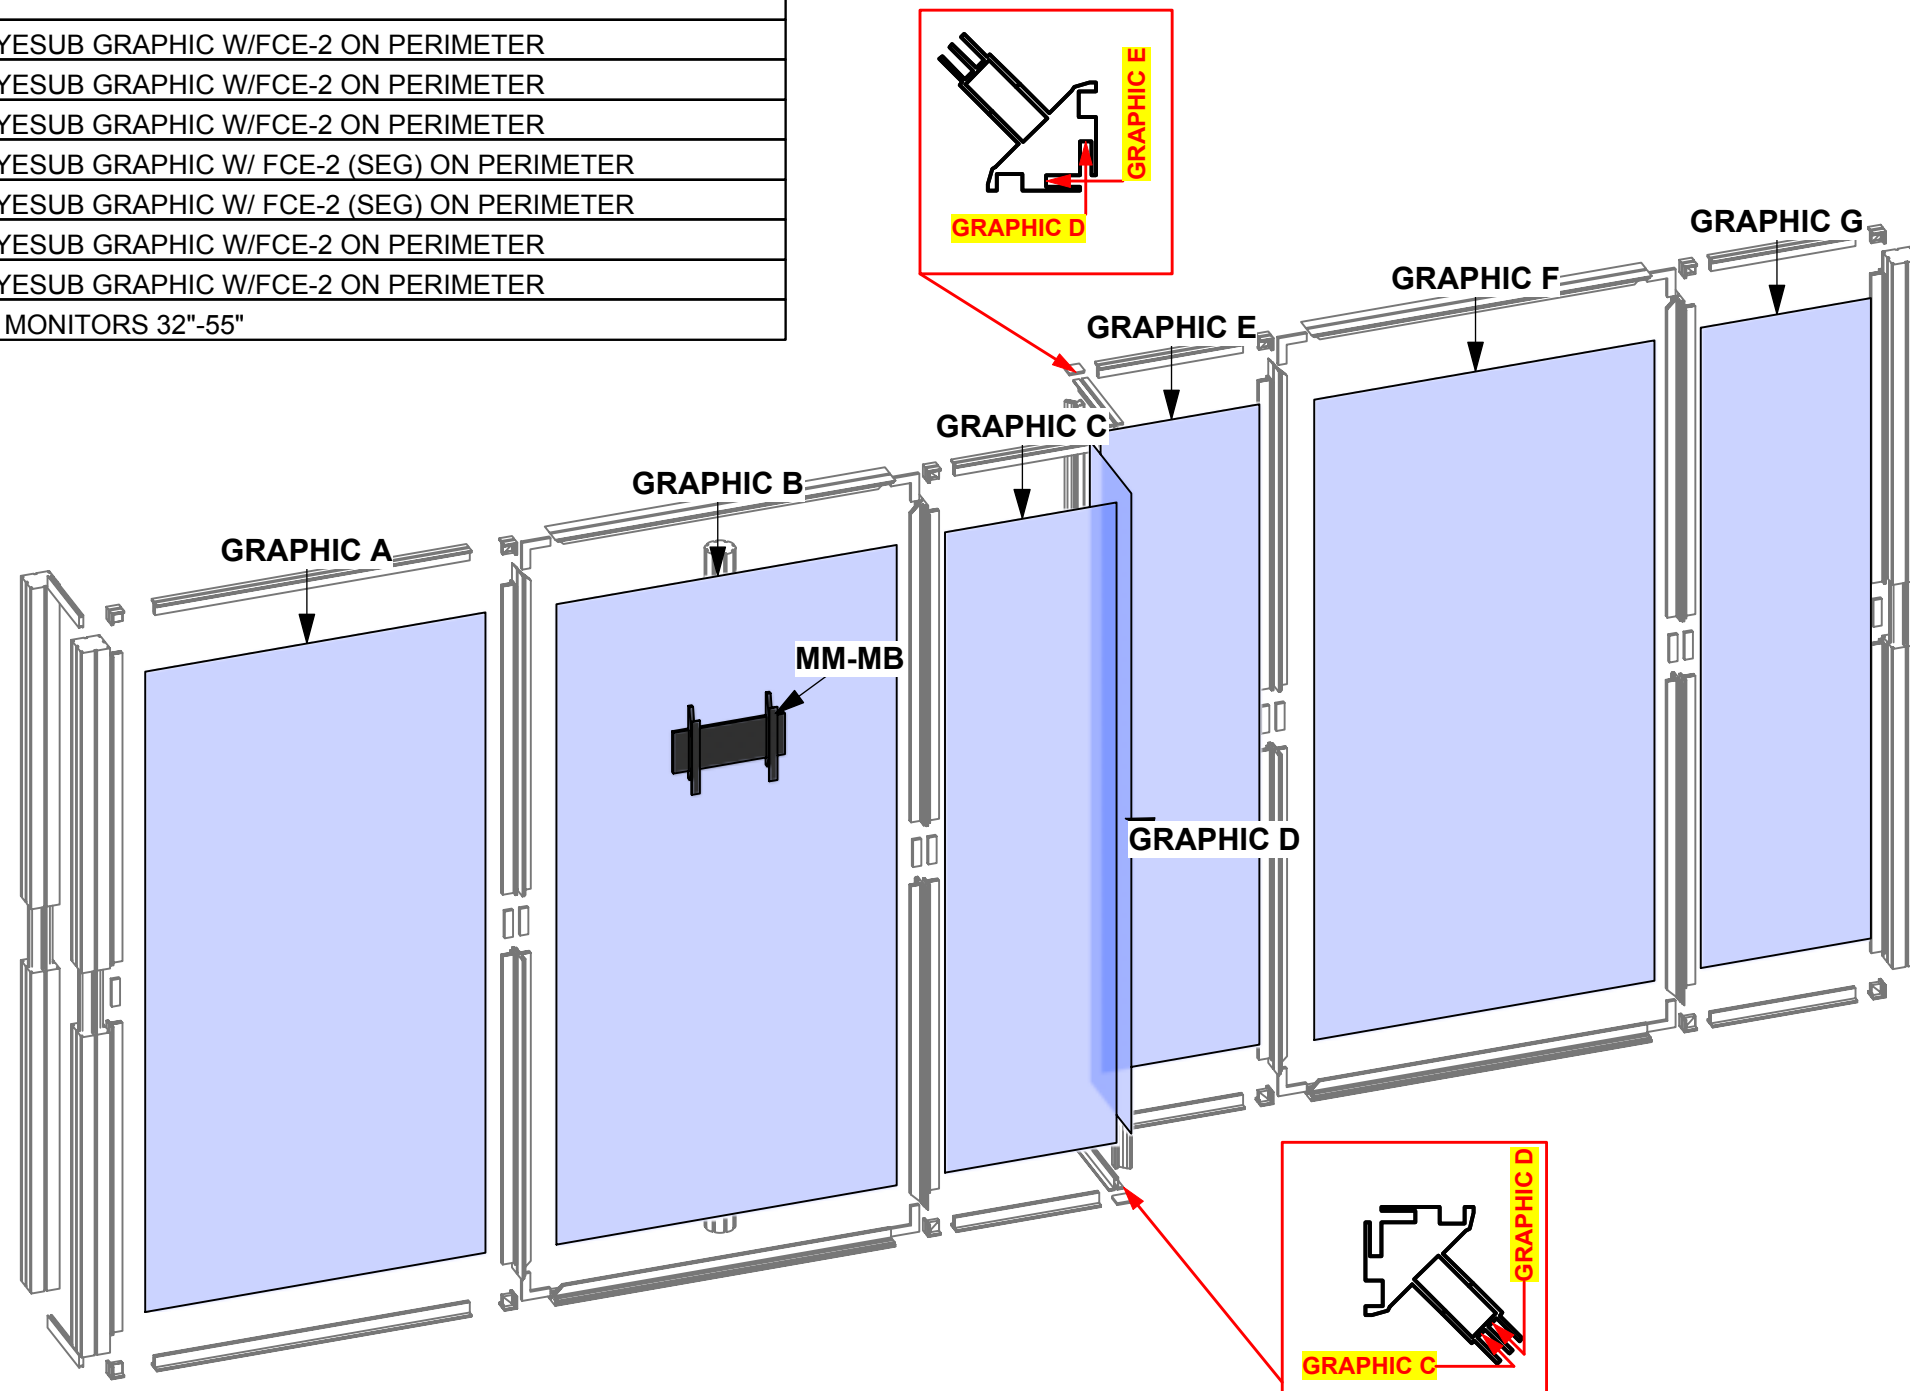 YESUB GRAPHIC W/FCE-2 ON PERIMETER
YESUB GRAPHIC W/FCE-2 ON PERIMETER
YESUB GRAPHIC W/FCE-2 ON PERIMETER
YESUB GRAPHIC W/ FCE-2 (SEG) ON PERIMETER
YESUB GRAPHIC W/ FCE-2 (SEG) ON PERIMETER
YESUB GRAPHIC W/FCE-2 ON PERIMETER
YESUB GRAPHIC W/FCE-2 ON PERIMETER
MONITORS 32"-55"
GRAPHIC E
GRAPHIC D
GRAPHIC G
GRAPHIC F
GRAPHIC E
GRAPHIC C
GRAPHIC B
GRAPHIC A
MM-MB
GRAPHIC D
GRAPHIC D
GRAPHIC C